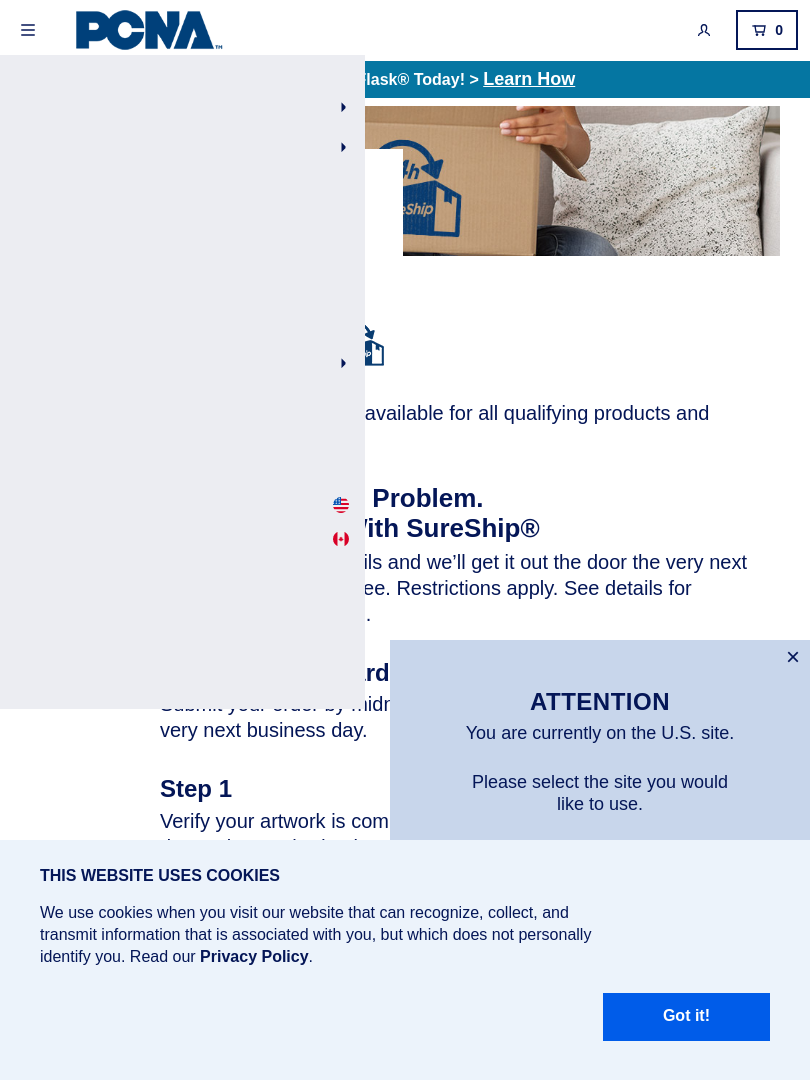 PCNA™
0
Flask® Today! > Learn How
24h
SureShip
available for all qualifying products and
Problem.
With SureShip®
ils and we’ll get it out the door the very next
ee. Restrictions apply. See details for
.
ard
Submit your order by midn
very next business day.
Step 1
Verify your artwork is com
ATTENTION
You are currently on the U.S. site.
Please select the site you would
like to use.
THIS WEBSITE USES COOKIES
We use cookies when you visit our website that can recognize, collect, and
transmit information that is associated with you, but which does not personally
identify you. Read our Privacy Policy.
Got it!